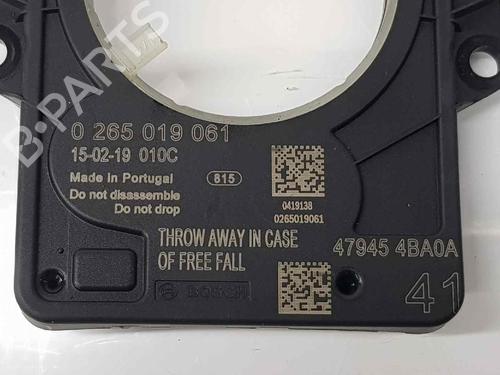 B-PARTS
0 265 019 061
15-02-19 010C
Made in Portugal
815
Do not disassemble
Do not drop
0419138
0265019061
THROW AWAY IN CASE
OF FREE FALL
47945 4BA0A
BOSCH
41